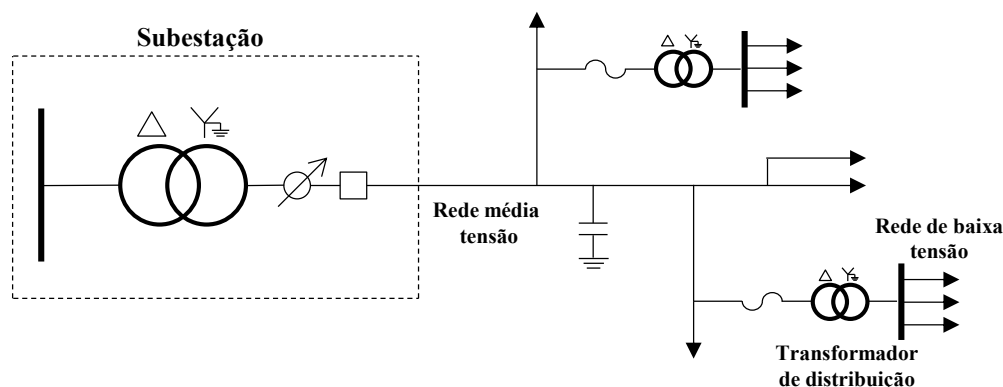 Subestação
Rede média
tensão
Rede de baixa
tensão
Transformador
de distribuição